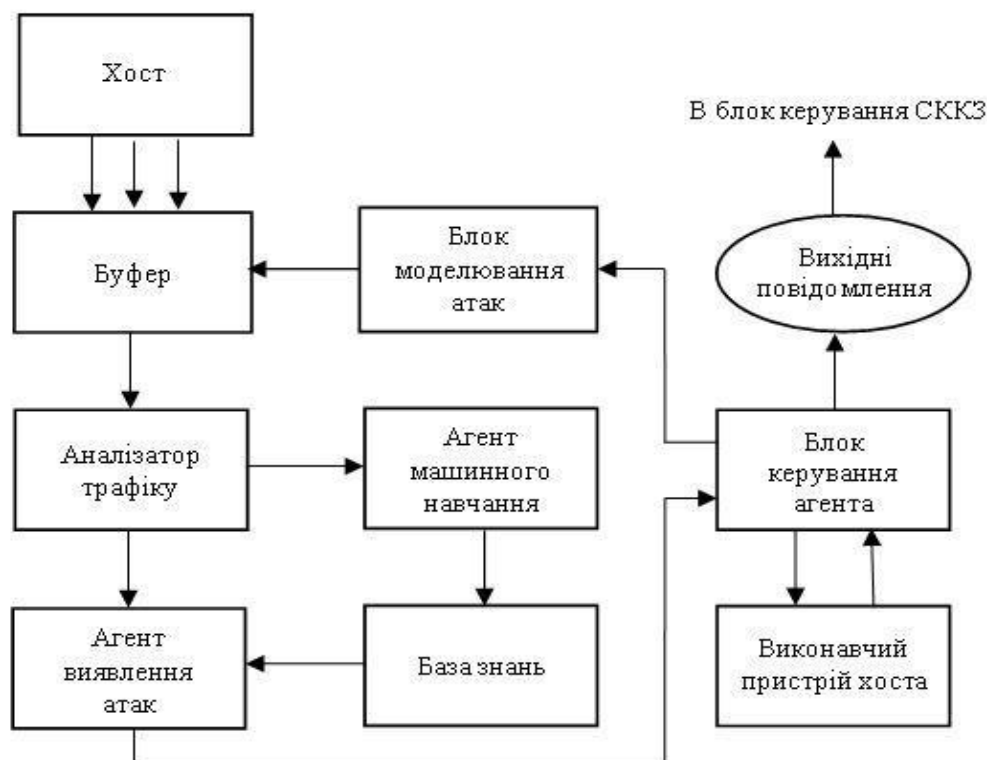 Хост
В блок керування СККЗ
Буфер
Блок
моделювання
атак
Вихідні
повідомлення
Аналізатор
трафіку
Агент
машинного
навчання
Блок
керування
агента
Агент
виявлення
атак
База знань
Виконавчий
пристрій хоста